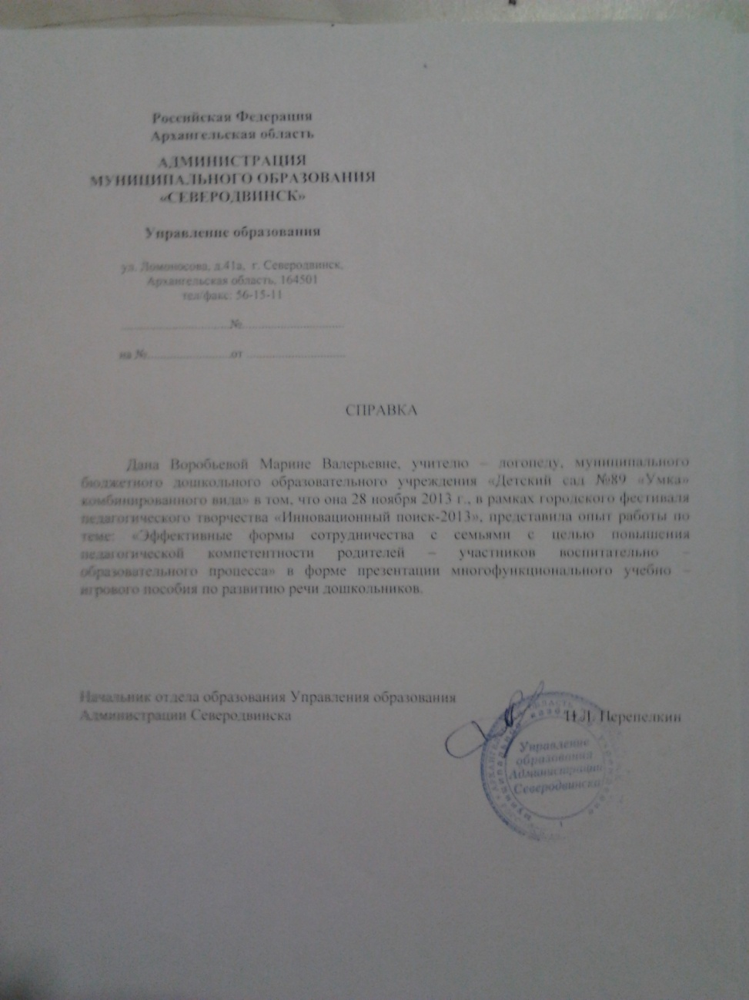 Российская Федерация
Архангельская область
АДМИНИСТРАЦИЯ
МУНИЦИПАЛЬНОГО ОБРАЗОВАНИЯ
«СЕВЕРОДВИНСК»
Управление образования
ул. Ломоносова, д.41а, г. Северодвинск,
Архангельская область, 164501
тел/факс: 56-15-11
№
на № от
СПРАВКА
Дана Воробьевой Марине Валерьевне, учителю – логопеду, муниципального
бюджетного дошкольного образовательного учреждения «Детский сад №89 «Умка»
комбинированного вида» в том, что она 28 ноября 2013 г., в рамках городского фестиваля
педагогического творчества «Инновационный поиск-2013», представила опыт работы по
теме: «Эффективные формы сотрудничества с семьями с целью повышения
педагогической компетентности родителей – участников воспитательно –
образовательного процесса» в форме презентации многофункционального учебно –
игрового пособия по развитию речи дошкольников.
Начальник отдела образования Управления образования
Администрации Северодвинска
Перепелкин
Управление
образования
Администрации
Северодвинска